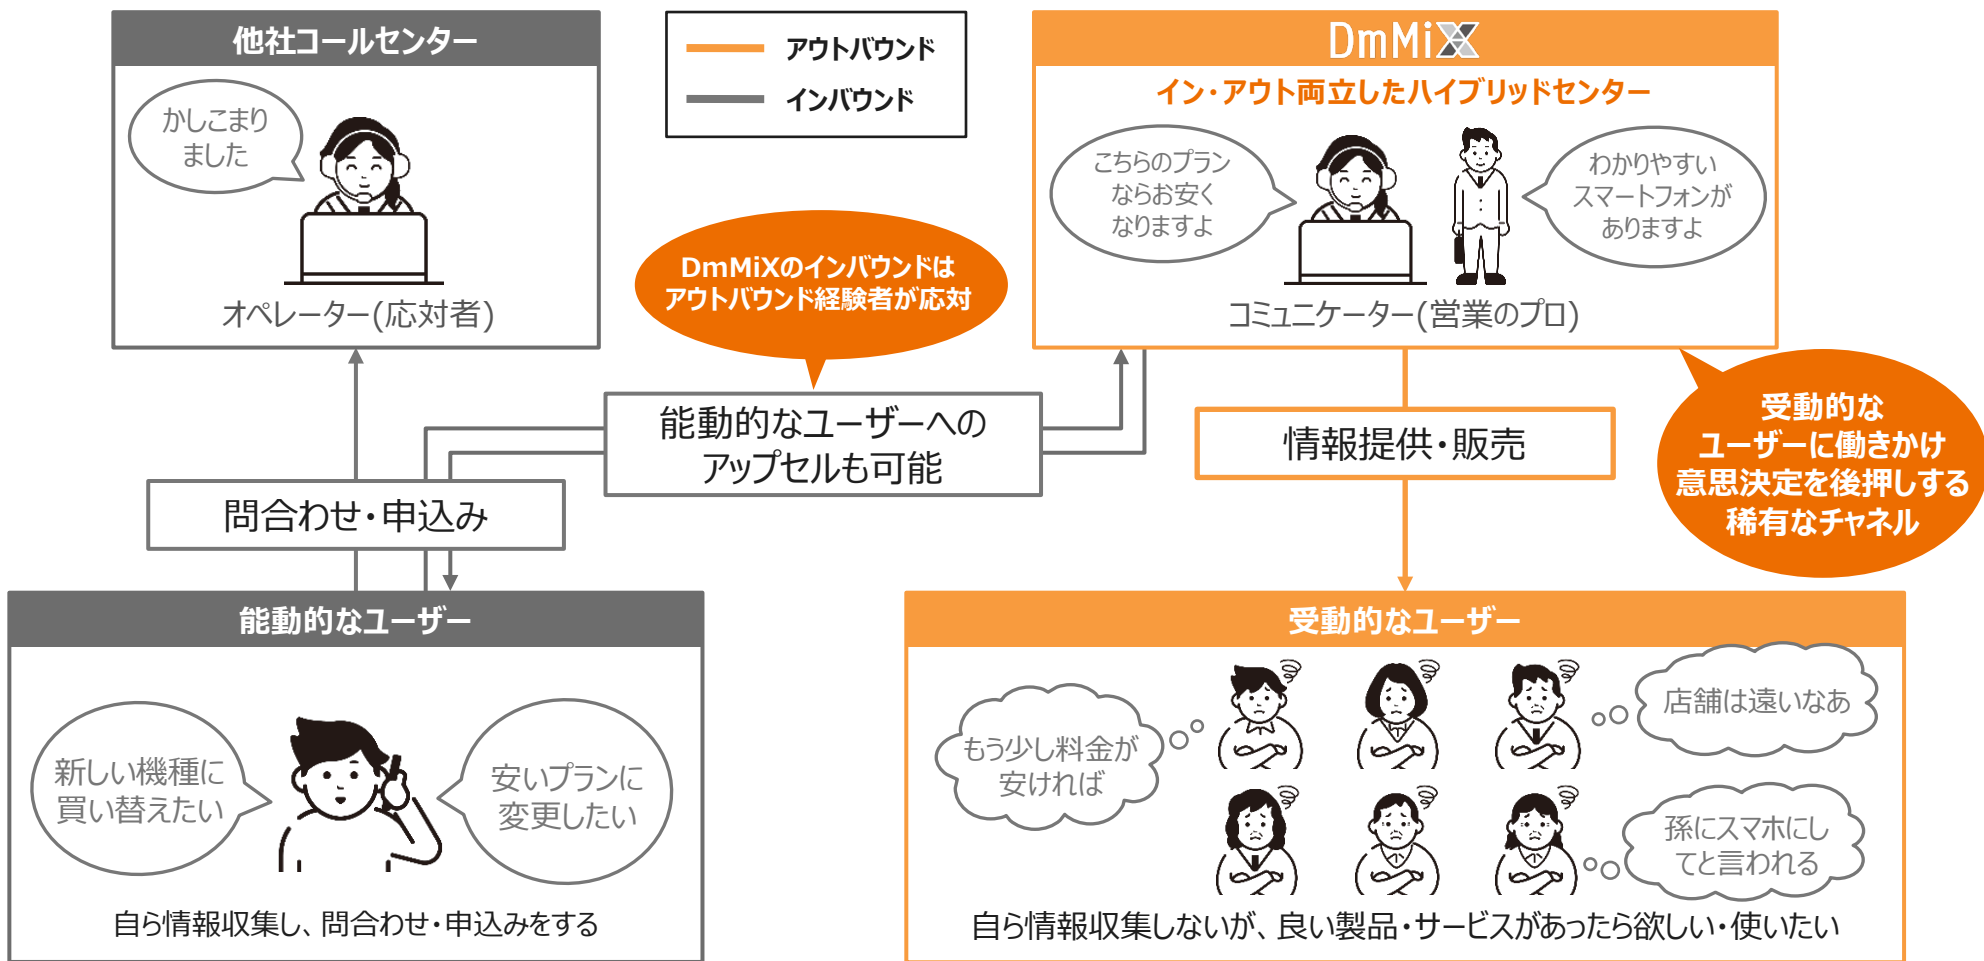 他社コールセンター
かしこまり
ました
オペレーター(応対者)
アウトバウンド
インバウンド
DmMiX
イン・アウト両立したハイブリッドセンター
こちらのプラン
ならお安く
なりますよ
わかりやすい
スマートフォンが
ありますよ
コミュニケーター(営業のプロ)
DmMiXのインバウンドは
アウトバウンド経験者が応対
能動的なユーザーへの
アップセルも可能
情報提供・販売
受動的な
ユーザーに働きかけ
意思決定を後押しする
稀有なチャネル
問合わせ・申込み
能動的なユーザー
新しい機種に
買い替えたい
安いプランに
変更したい
自ら情報収集し、問合わせ・申込みをする
受動的なユーザー
もう少し料金が
安ければ
店舗は遠いなあ
孫にスマホにし
てと言われる
自ら情報収集しないが、良い製品・サービスがあったら欲しい・使いたい